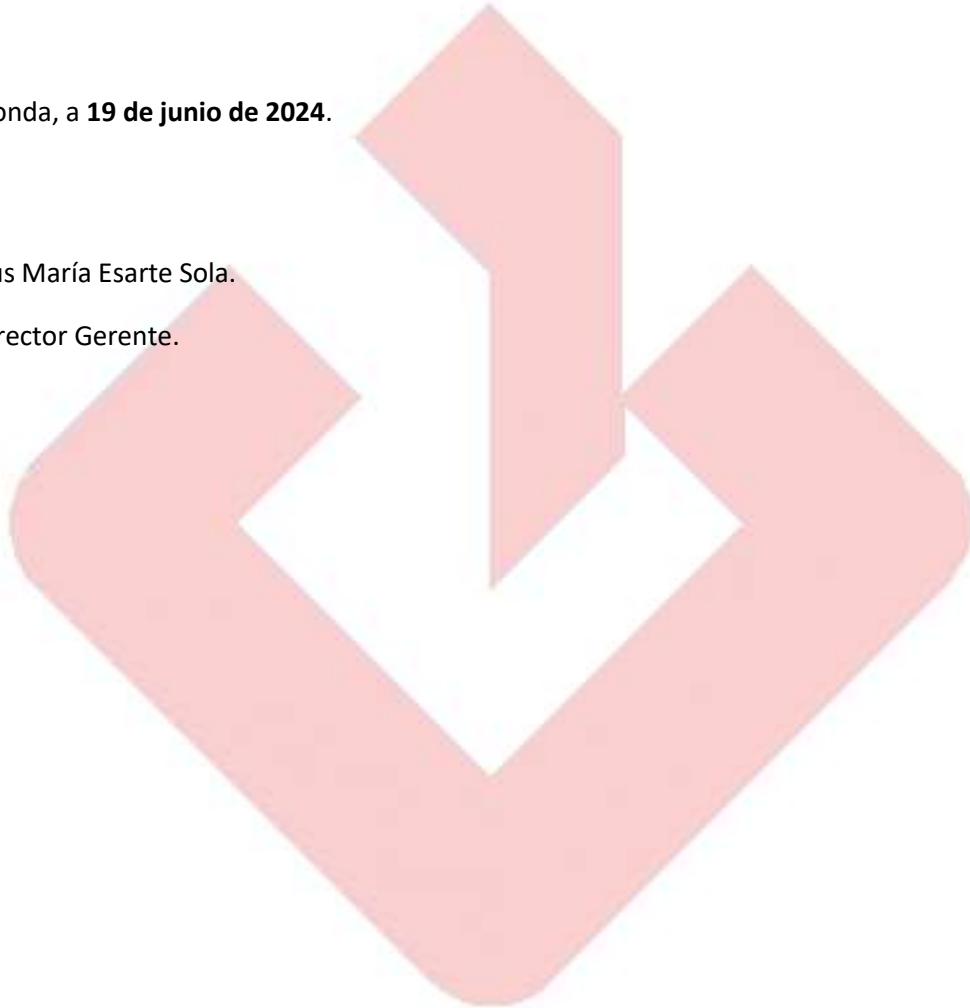 onda, a 19 de junio de 2024.
us María Esarte Sola.
rector Gerente.